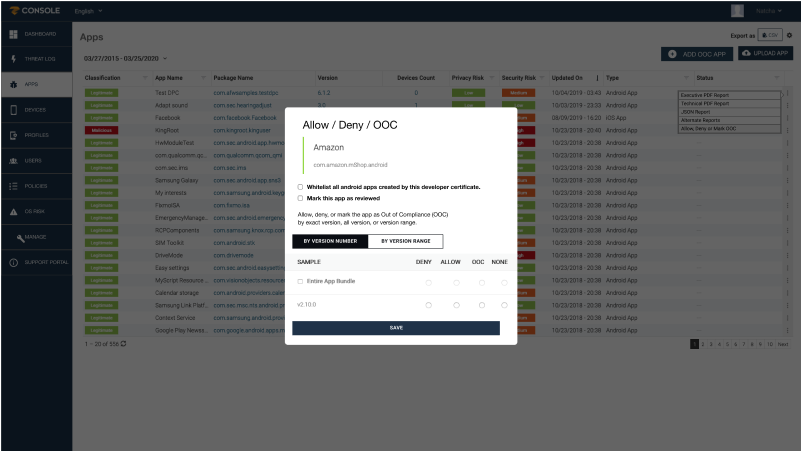 CONSOLE
English
Natcha
DASHBOARD
THREAT LOG
APPS
DEVICES
PROFILES
USERS
POLICIES
OS RISK
MANAGE
SUPPORT PORTAL
Apps
Export as CSV
03/27/2015 - 03/25/2020
ADD OOC APP
UPLOAD APP
Classification App Name Package Name Version Devices Count Privacy Risk Security Risk Updated On Type Status
Legitimate Test DPC com.afwsamples.testdpc 6.1.2 0 Low Medium 10/04/2019 - 03:43 Android App
Legitimate Adapt sound com.sec.hearingadjust 3.0 1 10/03/2019 - 20:33 Android App
Legitimate Facebook com.facebook.Facebook 08/09/2019 - 16:20 iOS App
Malicious KingRoot com.kingroot.kinguser 10/23/2018 - 20:40 Android App
Legitimate HwModuleTest com.sec.android.app.hwmo 10/23/2018 - 20:38 Android App
Legitimate com.qualcomm.qc... com.qualcomm.qcom_qmi 10/23/2018 - 20:38 Android App
Legitimate com.sec.ims com.sec.ims 10/23/2018 - 20:38 Android App
Legitimate Samsung Galaxy 10/23/2018 - 20:38 Android App
Legitimate My interests com.samsung.android.keyg 10/23/2018 - 20:38 Android App
Legitimate FixmoISA com.fixmo.isa 10/23/2018 - 20:38 Android App
Legitimate EmergencyManage... com.sec.android.emergency 10/23/2018 - 20:38 Android App
Legitimate RCPComponents com.samsung.knox.rcp.com 10/23/2018 - 20:38 Android App
Legitimate SIM Toolkit com.android.stk 10/23/2018 - 20:38 Android App
Legitimate DriveMode com.drivemode 10/23/2018 - 20:38 Android App
Legitimate Easy settings com.sec.android.easysettin 10/23/2018 - 20:38 Android App
Legitimate MyScript Resource ... com.visionobjects.resource 10/23/2018 - 20:38 Android App
Legitimate Calendar storage com.android.providers.cale 10/23/2018 - 20:38 Android App
Legitimate Samsung Link Platf... com.sec.msc.nts.android.pr 10/23/2018 - 20:38 Android App
Legitimate Context Service com.samsung.android.prov 10/23/2018 - 20:38 Android App
Legitimate Google Play Newss... com.google.android.apps.m 10/23/2018 - 20:38 Android App
1 - 20 of 556
1 2 3 4 5 6 7 8 9 10 Next
Executive PDF Report
Technical PDF Report
JSON Report
Alternate Reports
Allow, Deny or Mark OOC
Allow / Deny / OOC
Amazon
com.amazon.mShop.android
Whitelist all android apps created by this developer certificate.
Mark this app as reviewed
Allow, deny, or mark the app as Out of Compliance (OOC)
by exact version, all version, or version range.
BY VERSION NUMBER BY VERSION RANGE
SAMPLE DENY ALLOW OOC NONE
Entire App Bundle
v2.10.0
SAVE